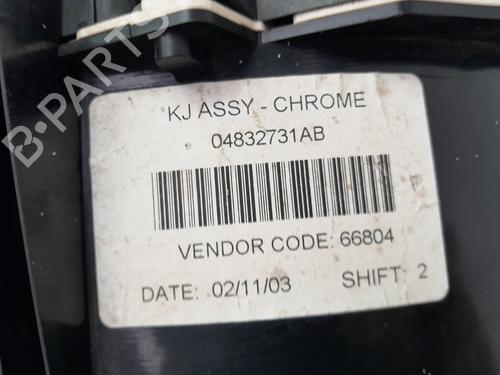 KJ ASSY - CHROME
04832731AB
VENDOR CODE: 66804
DATE: 02/11/03 SHIFT: 2
B-PARTS